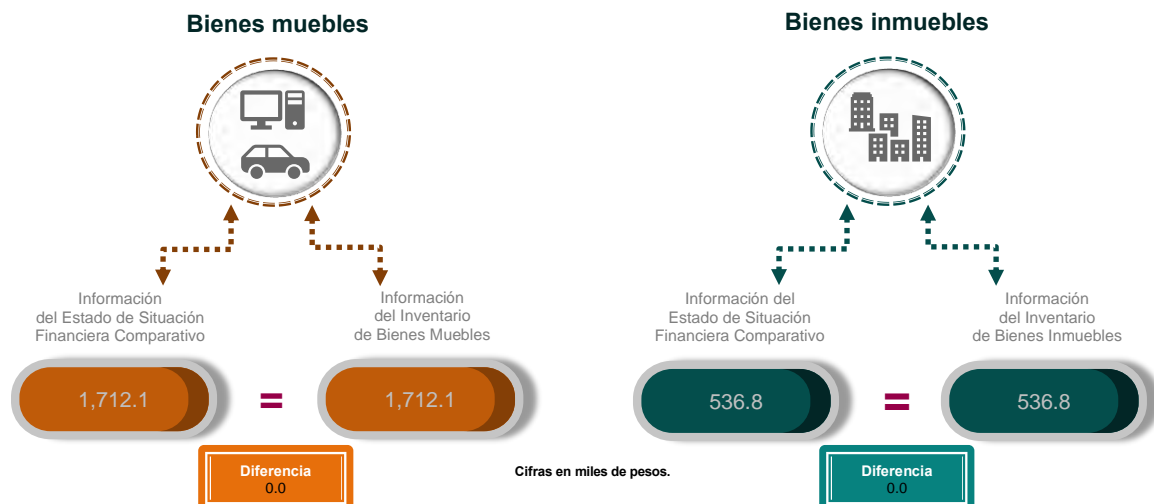 Bienes muebles
Información
del Estado de Situación
Financiera Comparativo
Información
del Inventario
de Bienes Muebles
1,712.1
=
1,712.1
Diferencia
0.0
Bienes inmuebles
Información del
Estado de Situación
Financiera Comparativo
Información
del Inventario
de Bienes Inmuebles
536.8
=
536.8
Diferencia
0.0
Cifras en miles de pesos.